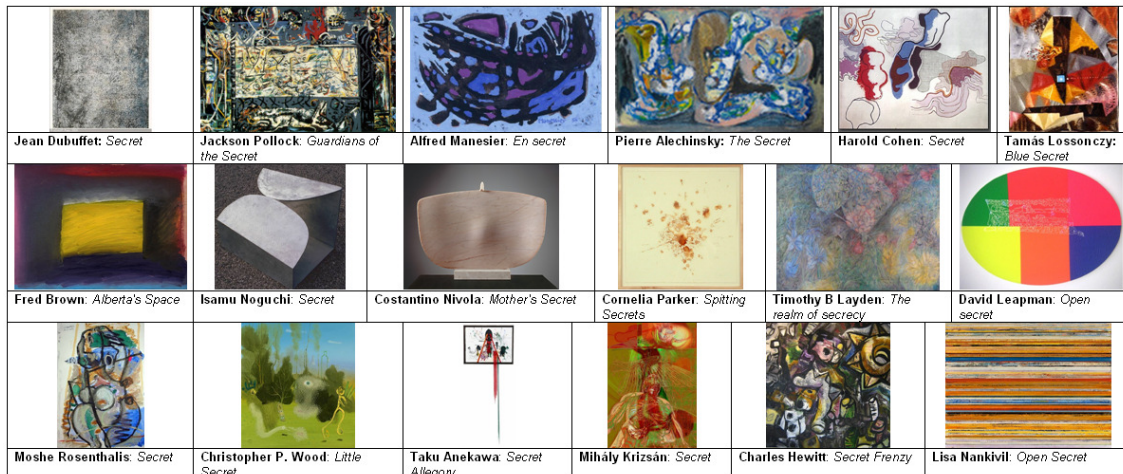 Jean Dubuffet: Secret
Jackson Pollock: Guardians of the Secret
Alfred Manesier: En secret
Pierre Alechinsky: The Secret
Harold Cohen: Secret
Tamás Lossonczy: Blue Secret
Fred Brown: Alberta's Space
Isamu Noguchi: Secret
Costantino Nivola: Mother's Secret
Cornelia Parker: Spitting Secrets
Timothy B Layden: The realm of secrecy
David Leapman: Open secret
Moshe Rosenthalis: Secret
Christopher P. Wood: Little Secret
Taku Anekawa: Secret Allegory
Mihály Krizsán: Secret
Charles Hewitt: Secret Frenzy
Lisa Nankivil: Open Secret